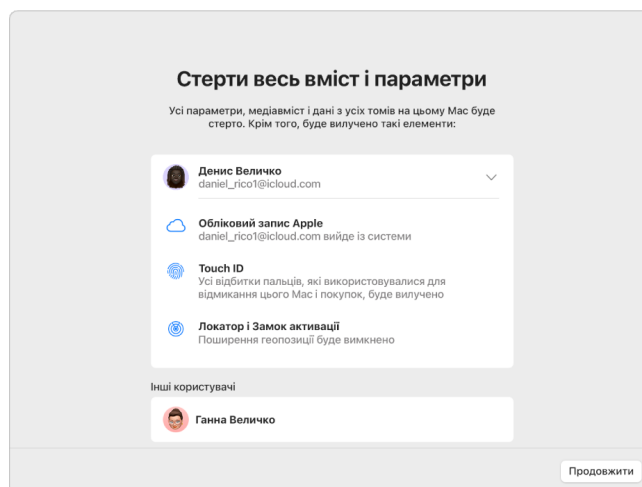 Стерти весь вміст і параметри
Усі параметри, медіавміст і дані з усіх томів на цьому Mac буде
стерто. Крім того, буде вилучено такі елементи:
Денис Величко
daniel_rico1@icloud.com
Обліковий запис Apple
daniel_rico1@icloud.com вийде із системи
Touch ID
Усі відбитки пальців, які використовувалися для
відмикання цього Mac і покупок, буде вилучено
Локатор і Замок активації
Поширення геопозиції буде вимкнено
Інші користувачі
Ганна Величко
Продовжити